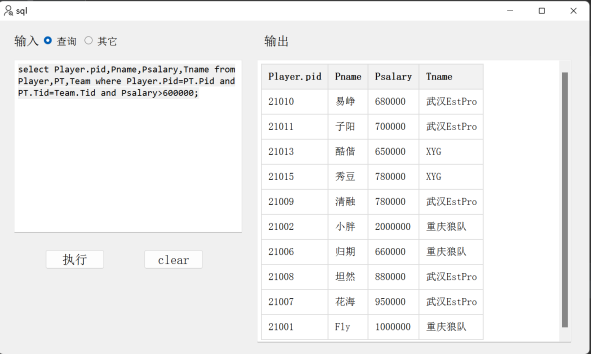 sql
输入 查询 其它
select Player.pid,Pname,Psalary,Tname from
Player,PT,Team where Player.Pid=PT.Pid and
PT.Tid=Team.Tid and Psalary>600000;
执行 clear
输出
Player.pid Pname Psalary Tname
21010 易峥 680000 武汉EstPro
21011 子阳 700000 武汉EstPro
21013 酷偕 650000 XYG
21015 秀豆 780000 XYG
21009 清融 780000 武汉EstPro
21002 小胖 2000000 重庆狼队
21006 归期 660000 重庆狼队
21008 坦然 880000 武汉EstPro
21007 花海 950000 武汉EstPro
21001 Fly 1000000 重庆狼队